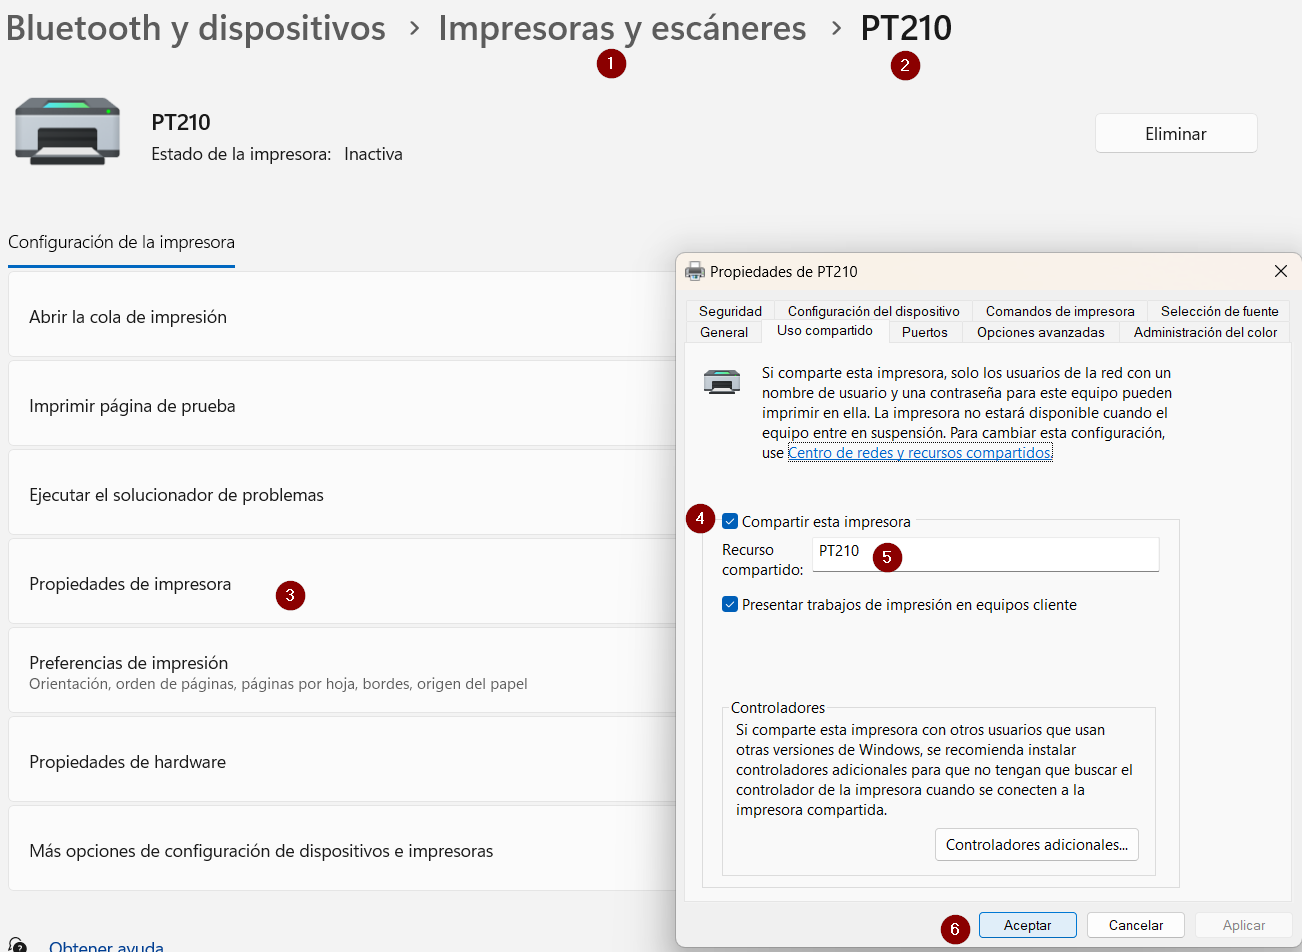 Bluetooth y dispositivos › Impresoras y escáneres › PT210
1
2
PT210
Estado de la impresora: Inactiva
Eliminar
Configuración de la impresora
Abrir la cola de impresión
Imprimir página de prueba
Ejecutar el solucionador de problemas
Propiedades de impresora
3
Preferencias de impresión
Orientación, orden de páginas, páginas por hoja, bordes, origen del papel
Propiedades de hardware
Más opciones de configuración de dispositivos e impresoras
Obtener ayuda
Propiedades de PT210
Seguridad Configuración del dispositivo Comandos de impresora Selección de fuente
General Uso compartido Puertos Opciones avanzadas Administración del color
Si comparte esta impresora, solo los usuarios de la red con un
nombre de usuario y una contraseña para este equipo pueden
imprimir en ella. La impresora no estará disponible cuando el
equipo entre en suspensión. Para cambiar esta configuración,
use Centro de redes y recursos compartidos.
4
Compartir esta impresora
Recurso
compartido:
PT210
5
Presentar trabajos de impresión en equipos cliente
Controladores
Si comparte esta impresora con otros usuarios que usan
otras versiones de Windows, se recomienda instalar
controladores adicionales para que no tengan que buscar el
controlador de la impresora cuando se conecten a la
impresora compartida.
Controladores adicionales...
6
Aceptar Cancelar Aplicar